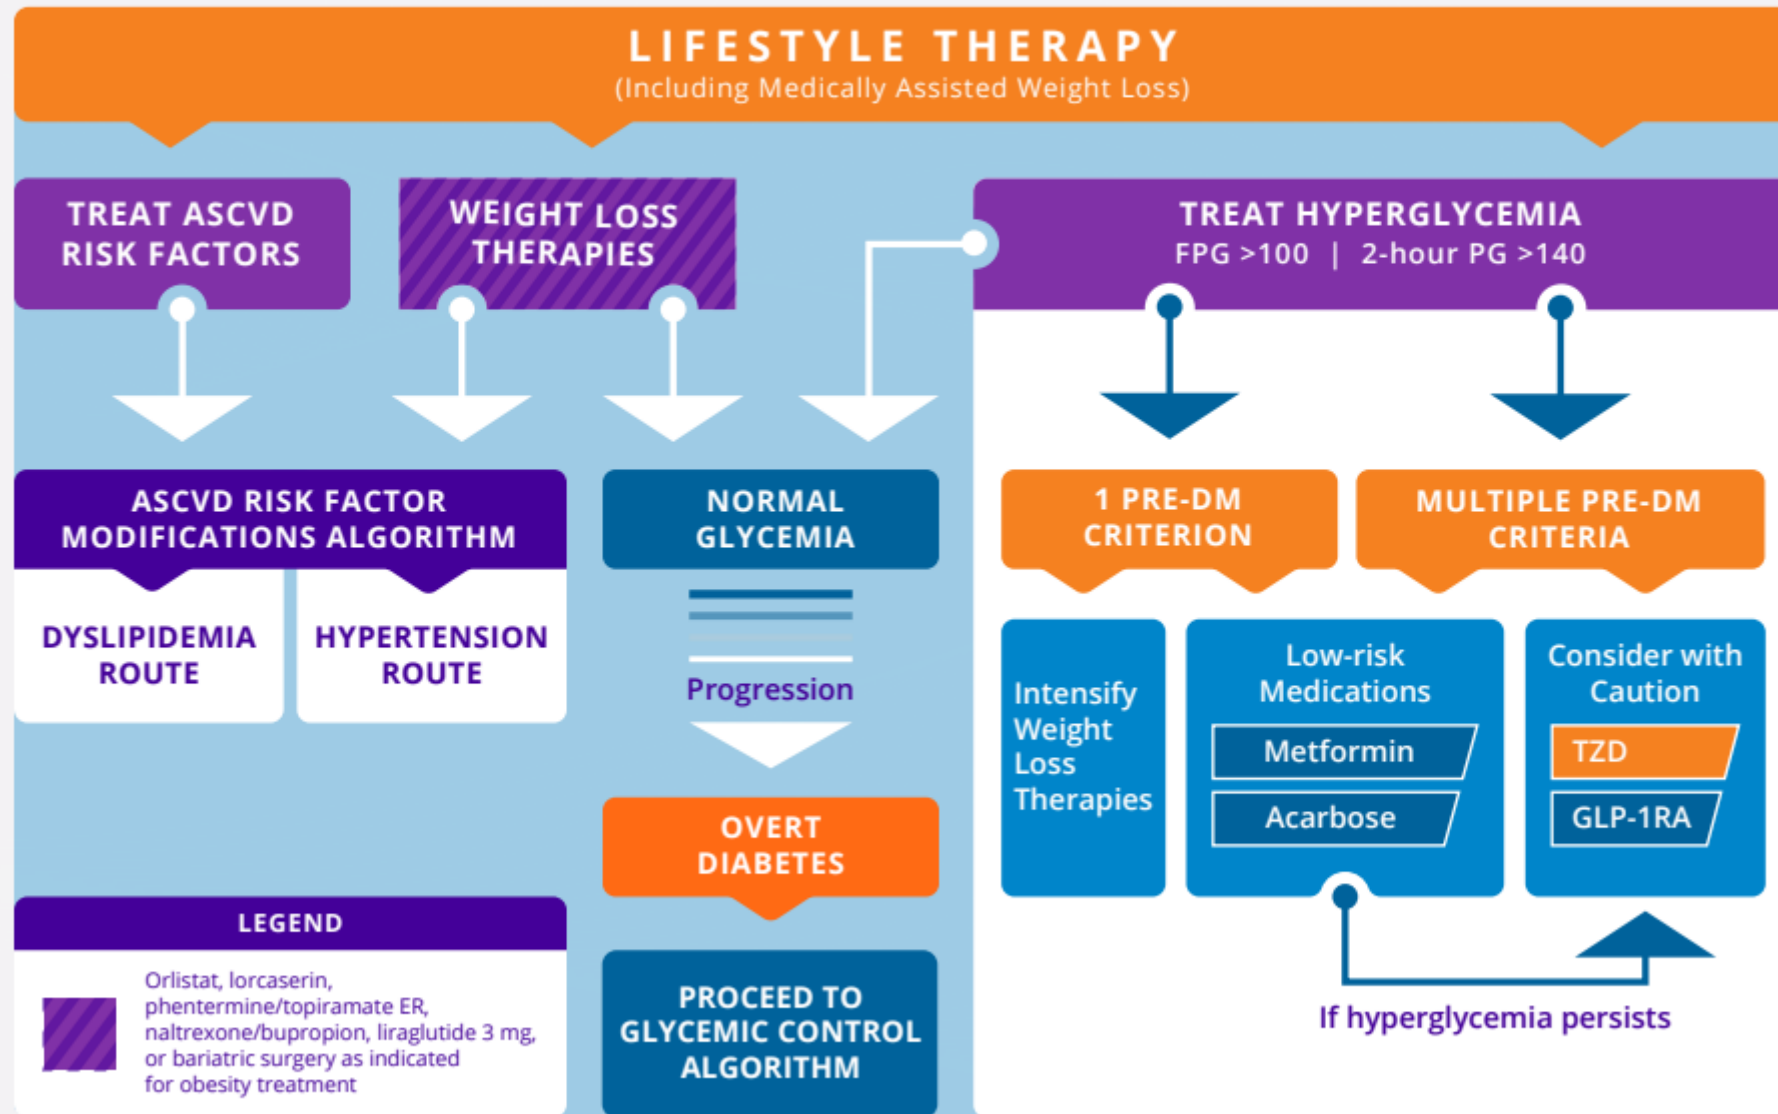 LIFESTYLE THERAPY
(Including Medically Assisted Weight Loss)
TREAT ASCVD
RISK FACTORS
WEIGHT LOSS
THERAPIES
TREAT HYPERGLYCEMIA
FPG >100 | 2-hour PG >140
ASCVD RISK FACTOR
MODIFICATIONS ALGORITHM
DYSLIPIDEMIA
ROUTE
HYPERTENSION
ROUTE
NORMAL
GLYCEMIA
Progression
OVERT
DIABETES
PROCEED TO
GLYCEMIC CONTROL
ALGORITHM
1 PRE-DM
CRITERION
MULTIPLE PRE-DM
CRITERIA
Intensify
Weight
Loss
Therapies
Low-risk
Medications
Metformin
Acarbose
Consider with
Caution
TZD
GLP-1RA
If hyperglycemia persists
LEGEND
Orlistat, lorcaserin,
phentermine/topiramate ER,
naltrexone/bupropion, liraglutide 3 mg,
or bariatric surgery as indicated
for obesity treatment